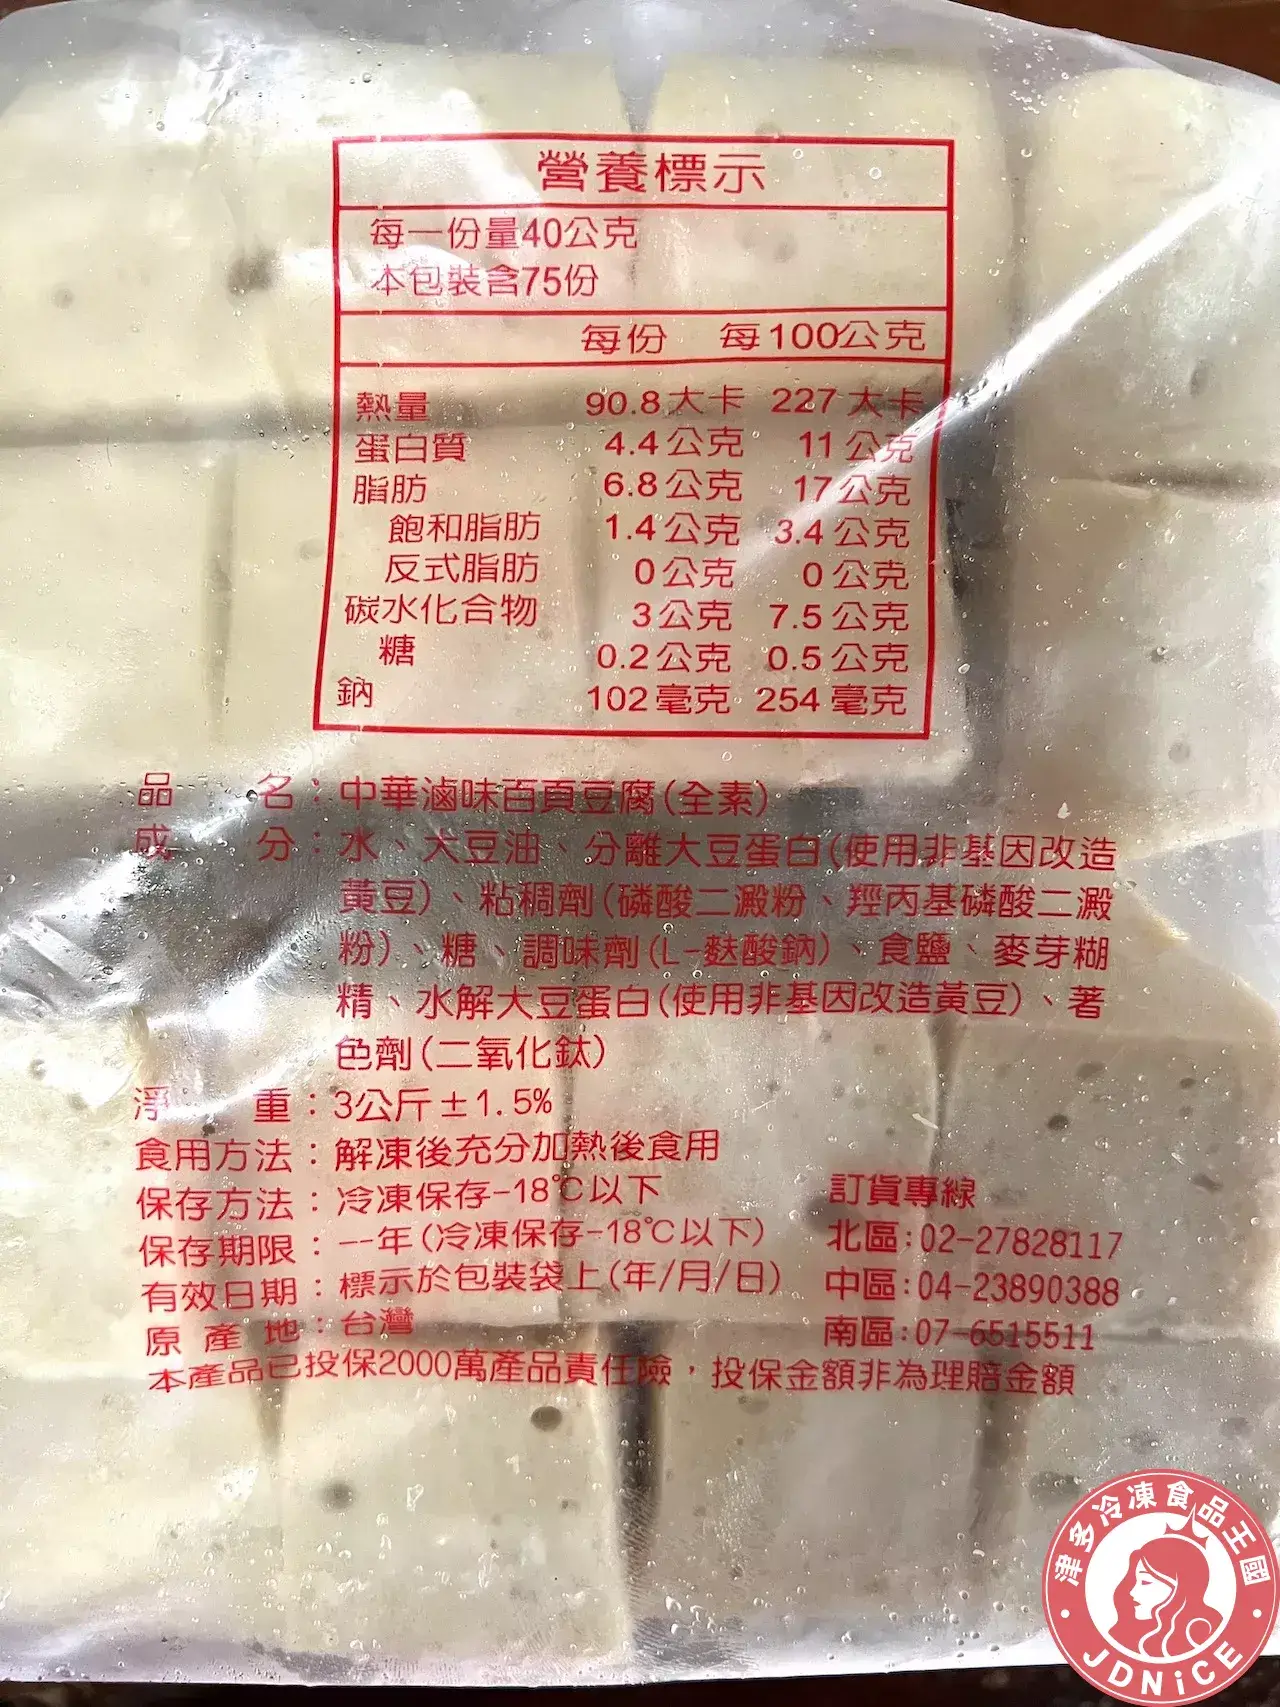 營養標示
每一份量40公克
本包裝含75份
每份 每100公克
熱量 90.8大卡 227大卡
蛋白質 4.4公克 11公克
脂肪 6.8公克 17公克
飽和脂肪 1.4公克 3.4公克
反式脂肪 0公克 0公克
碳水化合物 3公克 7.5公克
糖 0.2公克 0.5公克
鈉 102毫克 254毫克
品名：中華滷味百頁豆腐(全素)
成分：水、大豆油、分離大豆蛋白(使用非基因改造
黃豆)、粘稠劑(磷酸二澱粉、羥丙基磷酸二澱
粉)、糖、調味劑(L-麩酸鈉)、食鹽、麥芽糊
精、水解大豆蛋白(使用非基因改造黃豆)、著
色劑(二氧化鈦)
淨重：3公斤±1.5%
食用方法：解凍後充分加熱後食用
保存方法：冷凍保存-18℃以下
保存期限：一年(冷凍保存-18℃以下)
有效日期：標示於包裝袋上(年/月/日)
原產地：台灣
訂貨專線
北區:02-27828117
中區:04-23890388
南區:07-6515511
本產品已投保2000萬產品責任險，投保金額非為理賠金額
津多冷凍食品王國
JDNiCE